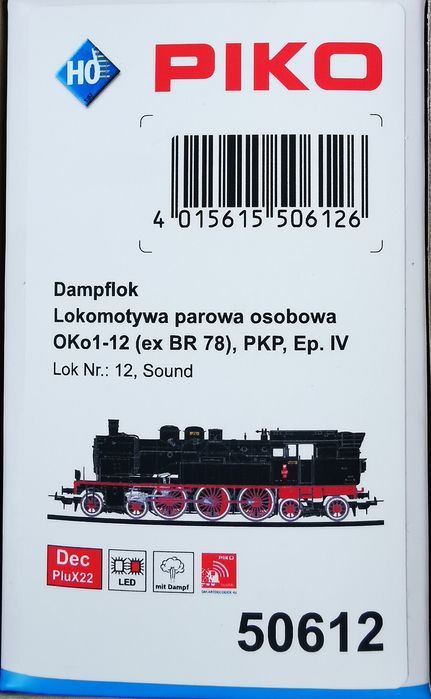 H0
PIKO
4 015615 506126
Dampflok
Lokomotywa parowa osobowa
OKo1-12 (ex BR 78), PKP, Ep. IV
Lok Nr.: 12, Sound
Dec
PluX22
LED
mit Dampf
PIKO
50612